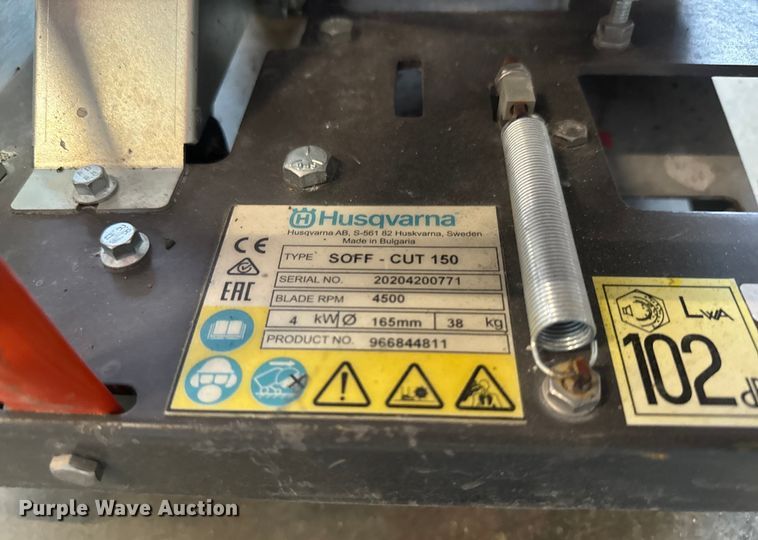 Husqvarna
Husqvarna AB, S-561 82 Huskvarna, Sweden
Made in Bulgaria
CE
EAC
TYPE SOFF - CUT 150
SERIAL NO. 20204200771
BLADE RPM 4500
4 kW Ø 165mm 38 kg
PRODUCT NO. 966844811
LWA
102
dB
Purple Wave Auction